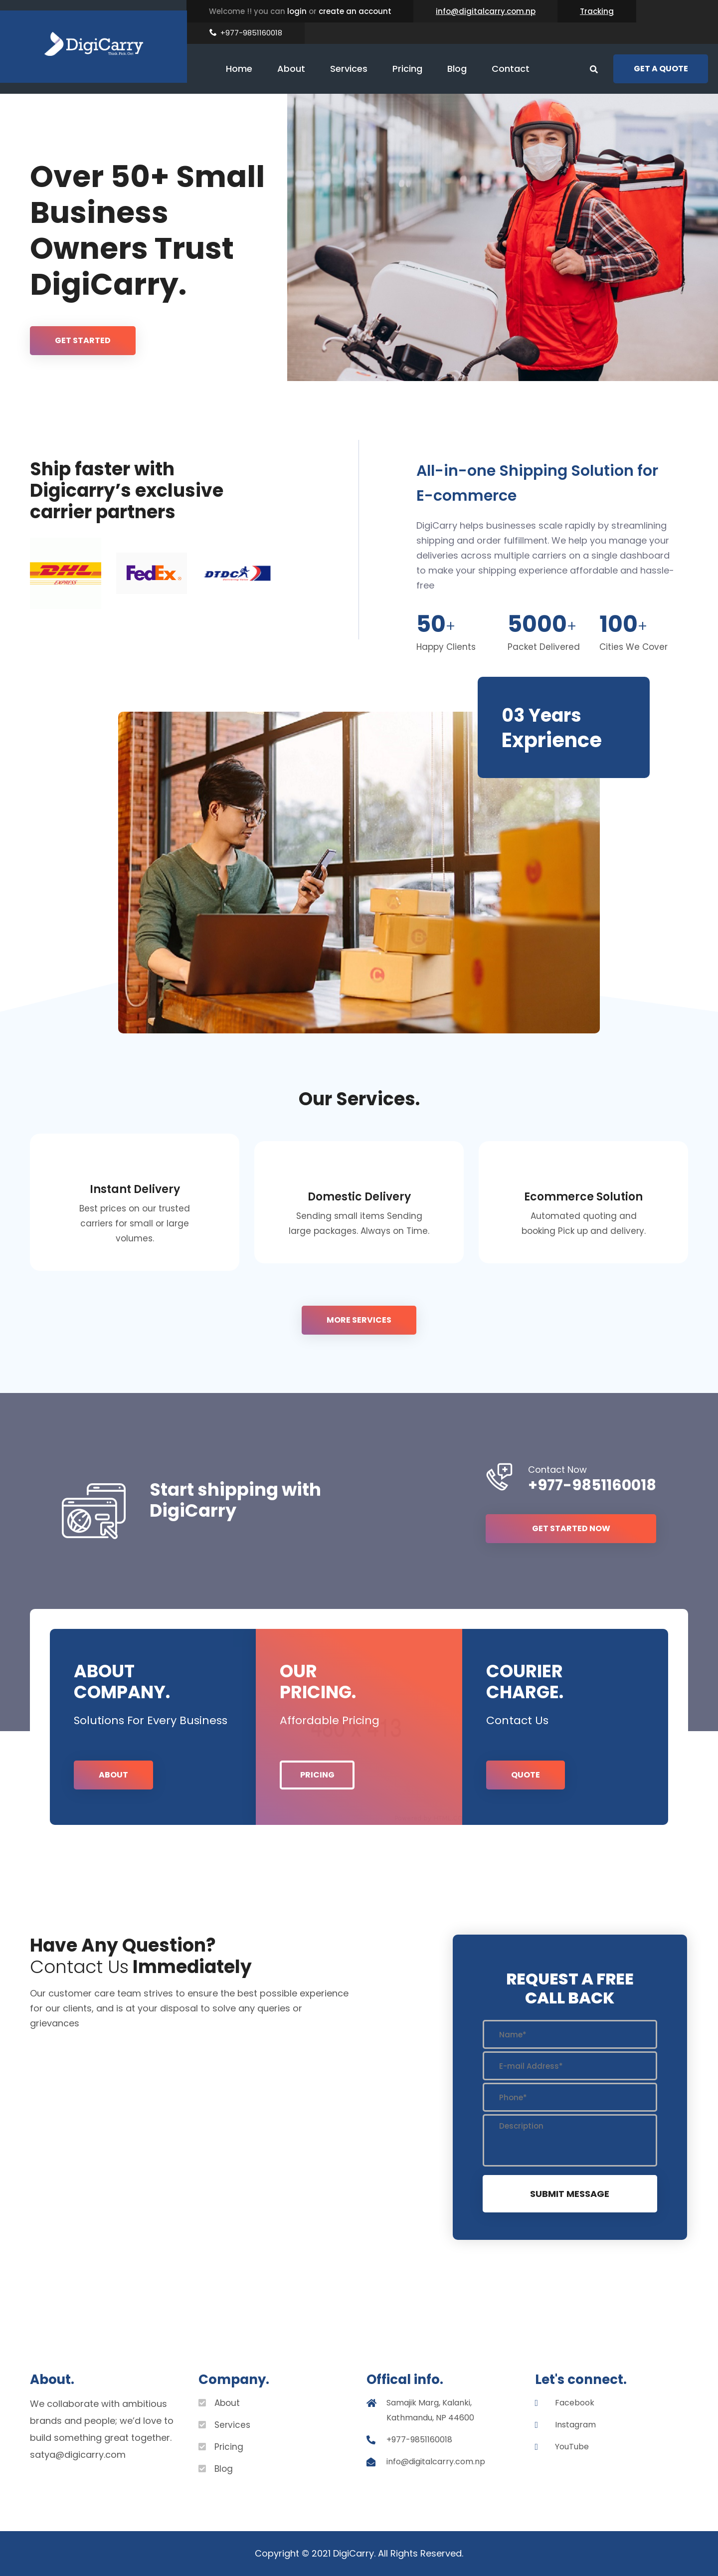 Welcome !! you can login or create an account
info@digitalcarry.com.np
Tracking
+977-9851160018
DigiCarry
Home
About
Services
Pricing
Blog
Contact
GET A QUOTE
Over 50+ Small
Business
Owners Trust
DigiCarry.
GET STARTED
Ship faster with
Digicarry’s exclusive
carrier partners
DHL
EXPRESS
FedEx
DTDC
All-in-one Shipping Solution for
E-commerce
DigiCarry helps businesses scale rapidly by streamlining
shipping and order fulfillment. We help you manage your
deliveries across multiple carriers on a single dashboard
to make your shipping experience affordable and hassle-
free
50+
Happy Clients
5000+
Packet Delivered
100+
Cities We Cover
03 Years
Exprience
Our Services.
Instant Delivery
Best prices on our trusted
carriers for small or large
volumes.
Domestic Delivery
Sending small items Sending
large packages. Always on Time.
Ecommerce Solution
Automated quoting and
booking Pick up and delivery.
MORE SERVICES
Start shipping with
DigiCarry
Contact Now
+977-9851160018
GET STARTED NOW
ABOUT
COMPANY.
Solutions For Every Business
ABOUT
OUR
PRICING.
Affordable Pricing
PRICING
COURIER
CHARGE.
Contact Us
QUOTE
Have Any Question?
Contact Us Immediately
Our customer care team strives to ensure the best possible experience
for our clients, and is at your disposal to solve any queries or
grievances
REQUEST A FREE
CALL BACK
Name*
E-mail Address*
Phone*
Description
SUBMIT MESSAGE
About.
We collaborate with ambitious
brands and people; we’d love to
build something great together.
satya@digicarry.com
Company.
About
Services
Pricing
Blog
Offical info.
Samajik Marg, Kalanki,
Kathmandu, NP 44600
+977-9851160018
info@digitalcarry.com.np
Let's connect.
Facebook
Instagram
YouTube
Copyright © 2021 DigiCarry. All Rights Reserved.